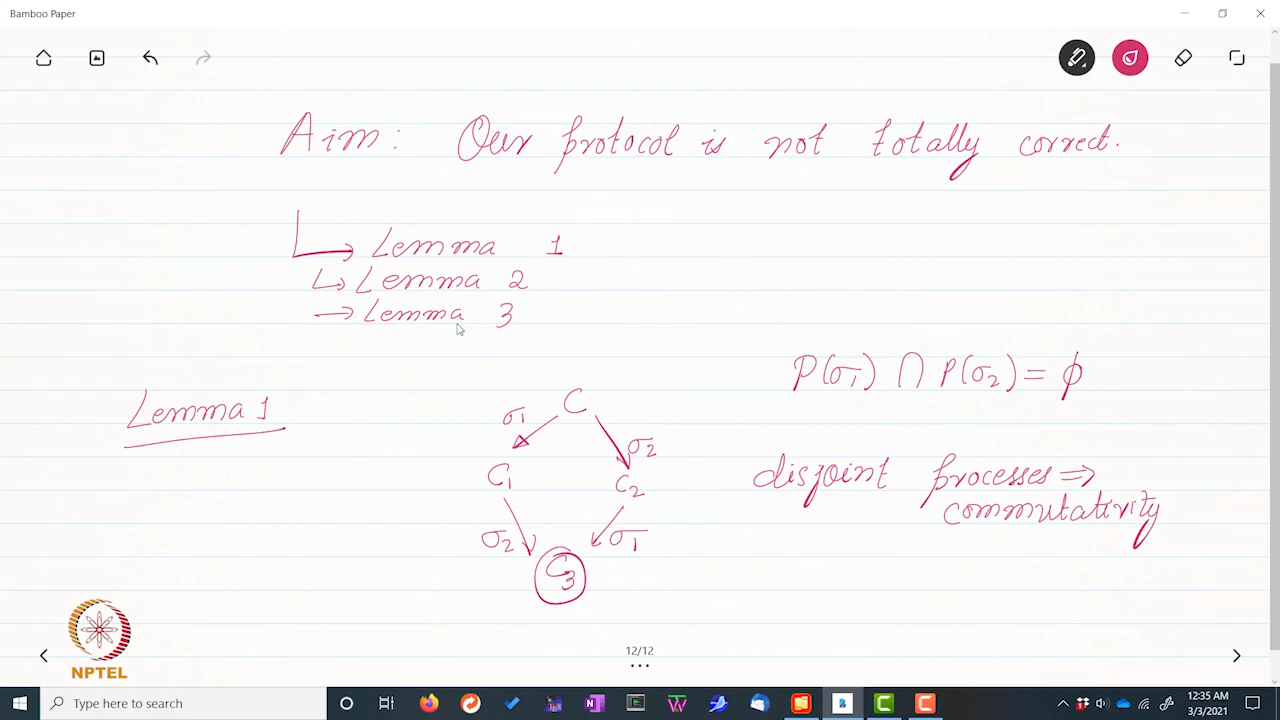 Bamboo Paper
Aim: Our protocol is not totally correct.
→ Lemma 1
→ Lemma 2
→ Lemma 3
P(σ1) ∩ P(σ2) = ϕ
Lemma 1
C
σ1
σ2
C1
C2
disjoint processes ⇒
commutativity
σ2
σ1
C3
NPTEL
12/12
Type here to search
12:35 AM
3/3/2021